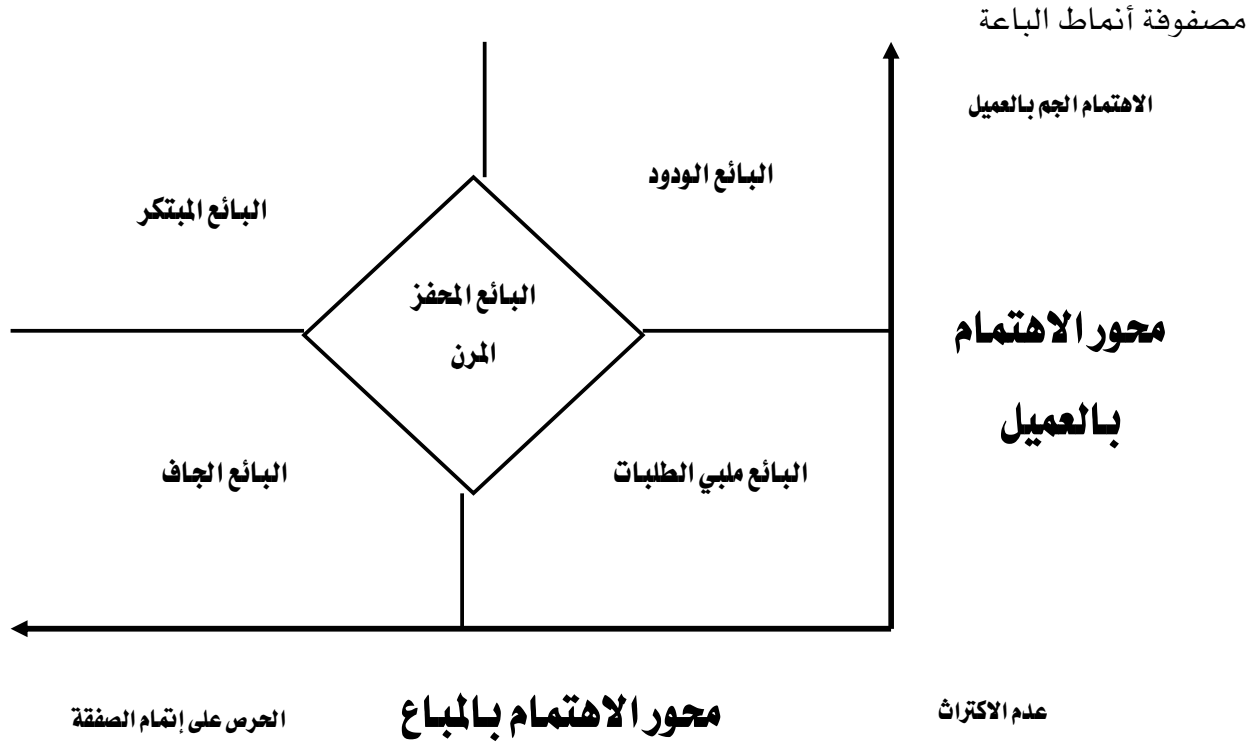 مصفوفة أنماط الباعة
الاهتمام الجم بالعميل
البائع الودود
البائع المبتكر
البائع المحفز
المرن
محور الاهتمام
بالعميل
البائع ملبي الطلبات
البائع الجاف
عدم الاكتراث
محور الاهتمام بالمباع
الحرص على إتمام الصفقة